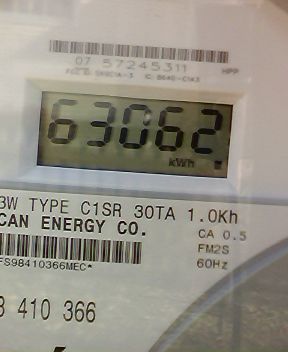 07 57245311
HPP
63062
kWh
3W TYPE C1SR 30TA 1.0Kh
CAN ENERGY CO.
CA 0.5
FM2S
60Hz
FS98410366MEC*
3 410 366